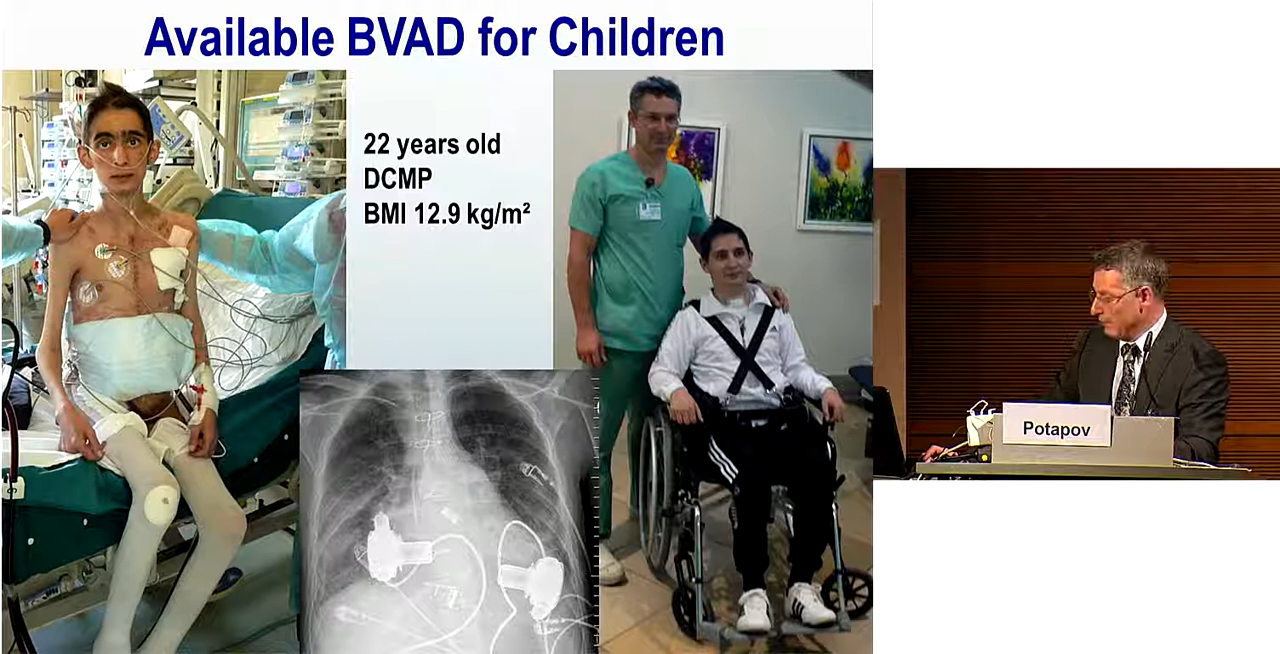 Available BVAD for Children
22 years old
DCMP
BMI 12.9 kg/m²
Potapov